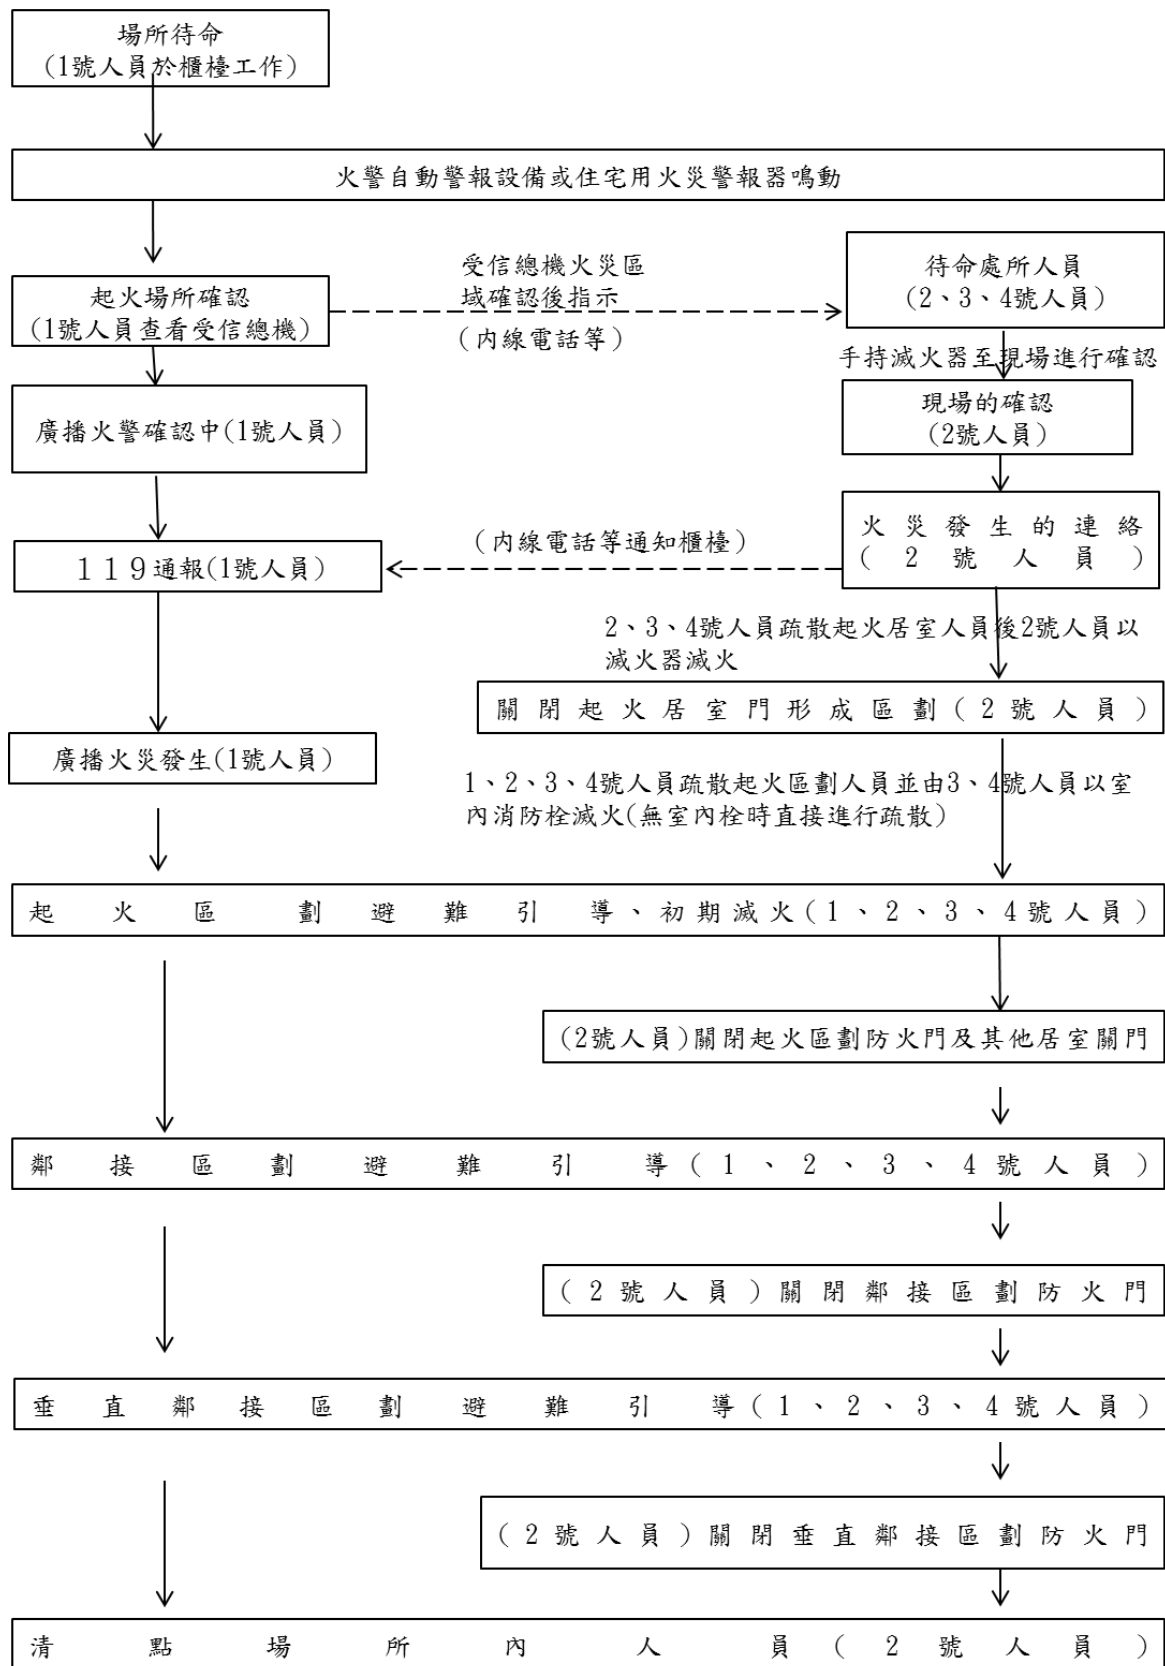 場所待命
(1號人員於櫃檯工作)
火警自動警報設備或住宅用火災警報器鳴動
受信總機火災區
域確認後指示
(內線電話等)
待命處所人員
(2、3、4號人員)
起火場所確認
(1號人員查看受信總機)
手持滅火器至現場進行確認
廣播火警確認中(1號人員)
現場的確認
(2號人員)
(內線電話等通知櫃檯)
火災發生的連絡
(2號人員)
119通報(1號人員)
2、3、4號人員疏散起火居室人員後2號人員以
滅火器滅火
關閉起火居室門形成區劃(2號人員)
廣播火災發生(1號人員)
1、2、3、4號人員疏散起火區劃人員並由3、4號人員以室
內消防栓滅火(無室內栓時直接進行疏散)
起火區劃避難引導、初期滅火(1、2、3、4號人員)
(2號人員)關閉起火區劃防火門及其他居室關門
鄰接區劃避難引導(1、2、3、4號人員)
(2號人員)關閉鄰接區劃防火門
垂直鄰接區劃避難引導(1、2、3、4號人員)
(2號人員)關閉垂直鄰接區劃防火門
清點場所內人員(2號人員)